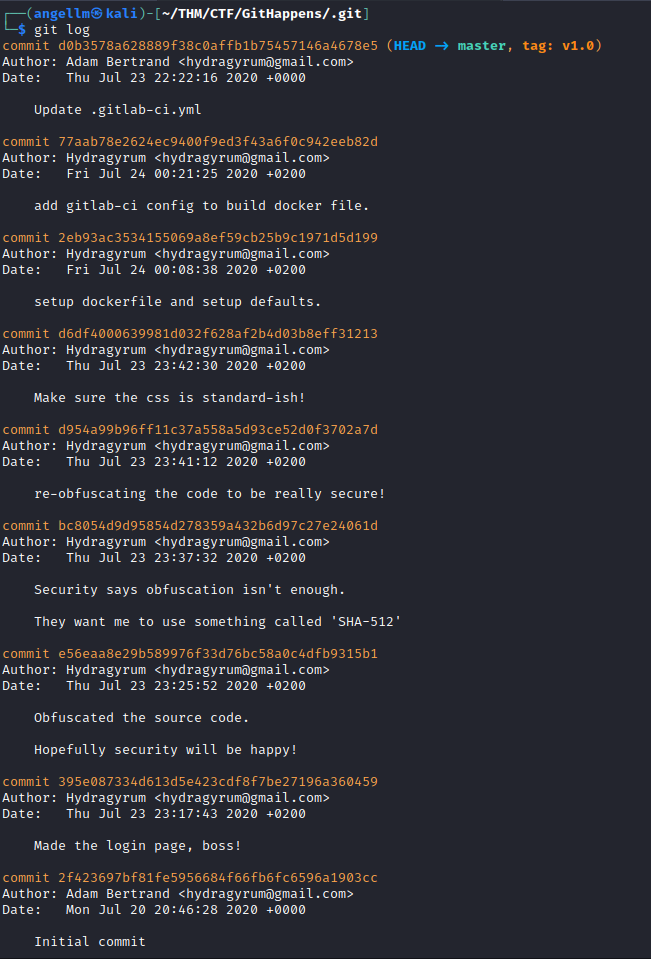 ┌──(angellm㉿kali)-[~/THM/CTF/GitHappens/.git]
└─$ git log
commit d0b3578a628889f38c0affb1b75457146a4678e5 (HEAD → master, tag: v1.0)
Author: Adam Bertrand <hydragyrum@gmail.com>
Date:   Thu Jul 23 22:22:16 2020 +0000

    Update .gitlab-ci.yml

commit 77aab78e2624ec9400f9ed3f43a6f0c942eeb82d
Author: Hydragyrum <hydragyrum@gmail.com>
Date:   Fri Jul 24 00:21:25 2020 +0200

    add gitlab-ci config to build docker file.

commit 2eb93ac3534155069a8ef59cb25b9c1971d5d199
Author: Hydragyrum <hydragyrum@gmail.com>
Date:   Fri Jul 24 00:08:38 2020 +0200

    setup dockerfile and setup defaults.

commit d6df4000639981d032f628af2b4d03b8eff31213
Author: Hydragyrum <hydragyrum@gmail.com>
Date:   Thu Jul 23 23:42:30 2020 +0200

    Make sure the css is standard-ish!

commit d954a99b96ff11c37a558a5d93ce52d0f3702a7d
Author: Hydragyrum <hydragyrum@gmail.com>
Date:   Thu Jul 23 23:41:12 2020 +0200

    re-obfuscating the code to be really secure!

commit bc8054d9d95854d278359a432b6d97c27e24061d
Author: Hydragyrum <hydragyrum@gmail.com>
Date:   Thu Jul 23 23:37:32 2020 +0200

    Security says obfuscation isn't enough.

    They want me to use something called 'SHA-512'

commit e56eaa8e29b589976f33d76bc58a0c4dfb9315b1
Author: Hydragyrum <hydragyrum@gmail.com>
Date:   Thu Jul 23 23:25:52 2020 +0200

    Obfuscated the source code.

    Hopefully security will be happy!

commit 395e087334d613d5e423cdf8f7be27196a360459
Author: Hydragyrum <hydragyrum@gmail.com>
Date:   Thu Jul 23 23:17:43 2020 +0200

    Made the login page, boss!

commit 2f423697bf81fe5956684f66fb6fc6596a1903cc
Author: Adam Bertrand <hydragyrum@gmail.com>
Date:   Mon Jul 20 20:46:28 2020 +0000

    Initial commit